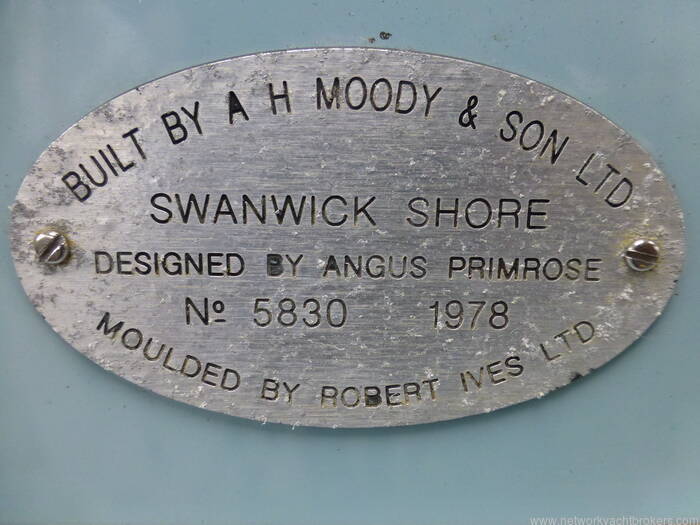 BUILT BY A H MOODY & SON LTD
SWANWICK SHORE
DESIGNED BY ANGUS PRIMROSE
Nº 5830 1978
MOULDED BY ROBERT IVES LTD
www.networkyachtbrokers.com